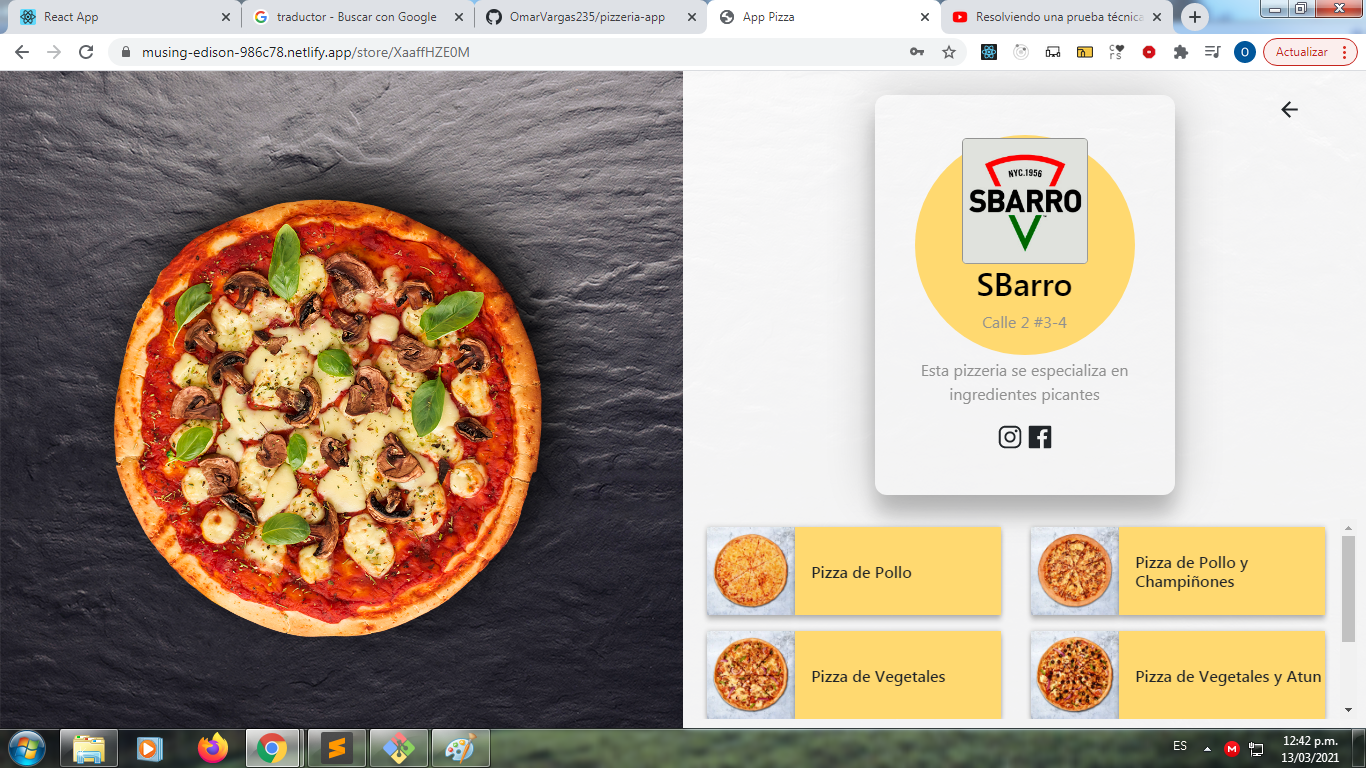 React App
traductor - Buscar con Google
OmarVargas235/pizzeria-app
App Pizza
Resolviendo una prueba técnica
musing-edison-986c78.netlify.app/store/XaaffHZE0M
O
Actualizar
NYC.1956
SBARRO
SBarro
Calle 2 #3-4
Esta pizzeria se especializa en
ingredientes picantes
Pizza de Pollo
Pizza de Pollo y
Champiñones
Pizza de Vegetales
Pizza de Vegetales y Atun
ES
12:42 p.m.
13/03/2021